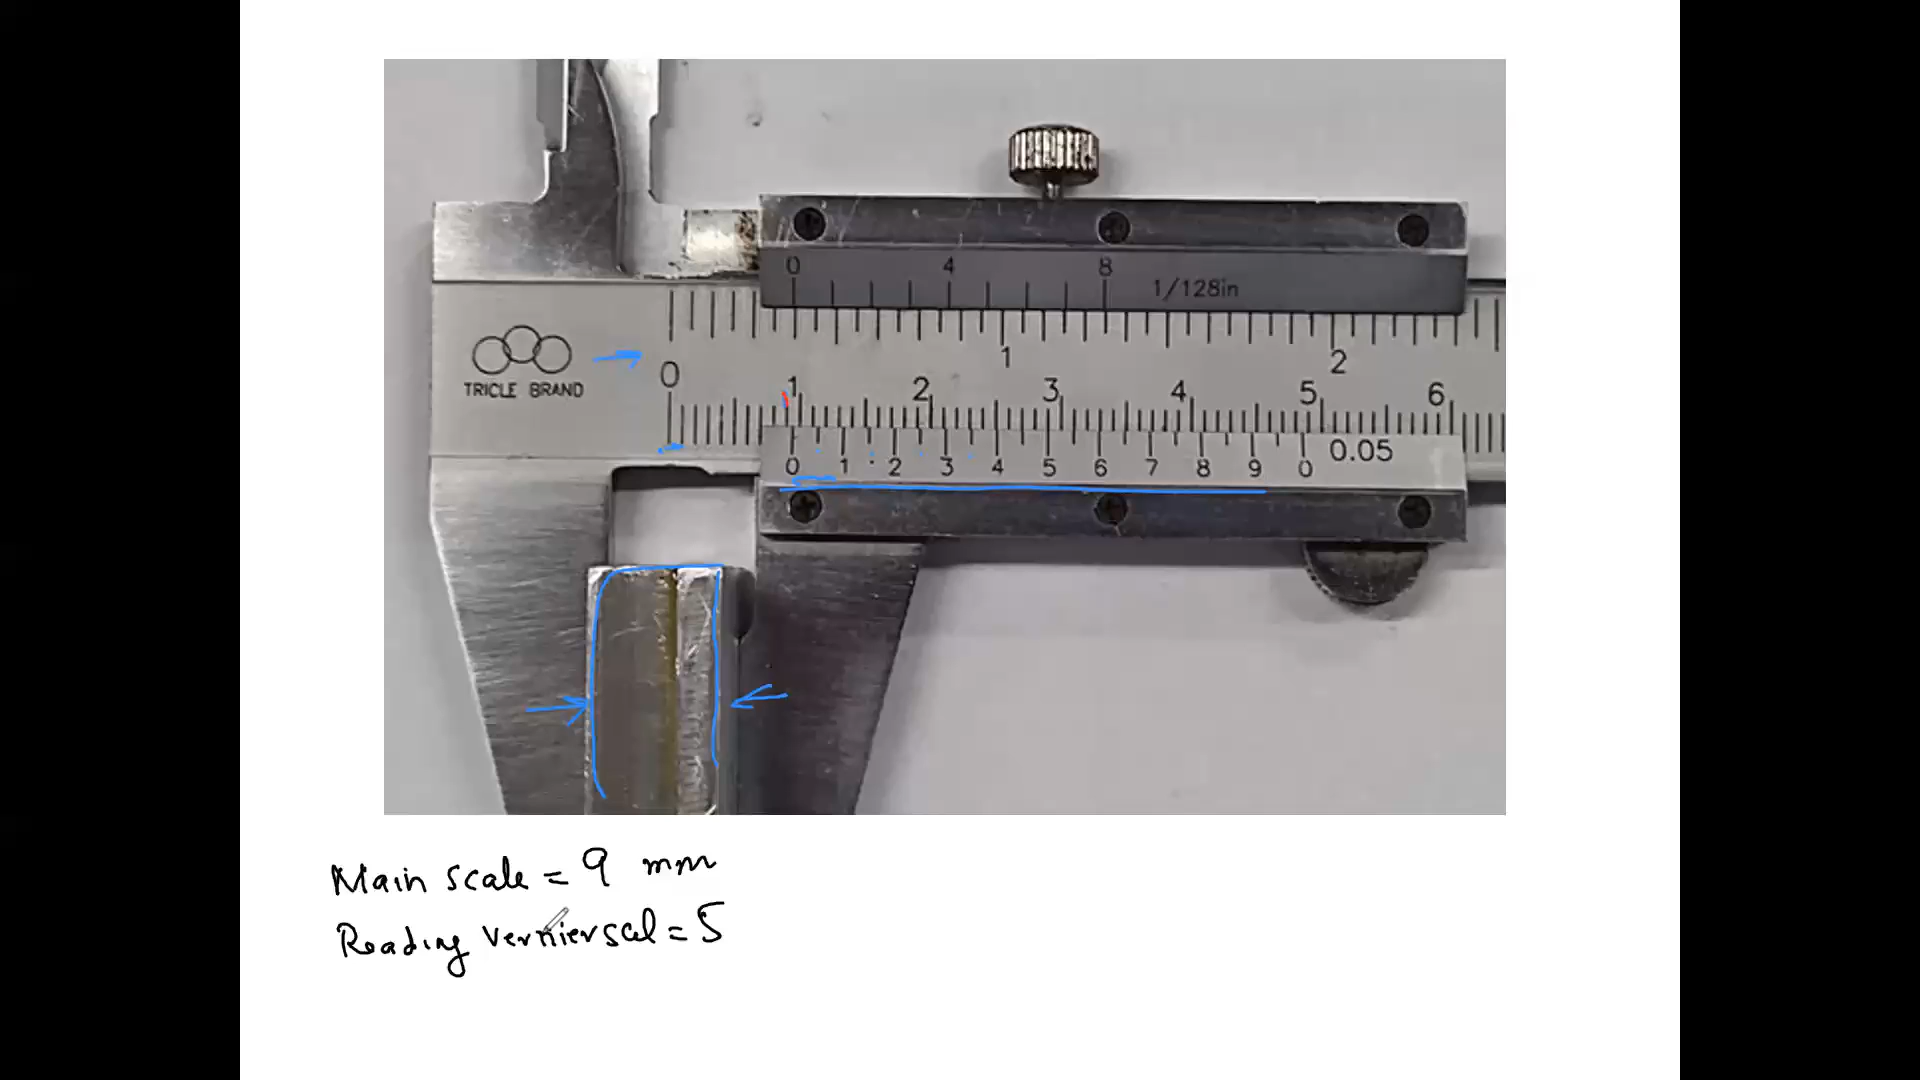 0 4 8
1/128in
1 2
TRICLE BRAND
0 1 2 3 4 5 6
0 1 2 3 4 5 6 7 8 9 0 0.05
Main scale = 9 mm
Reading vernierscal = 5